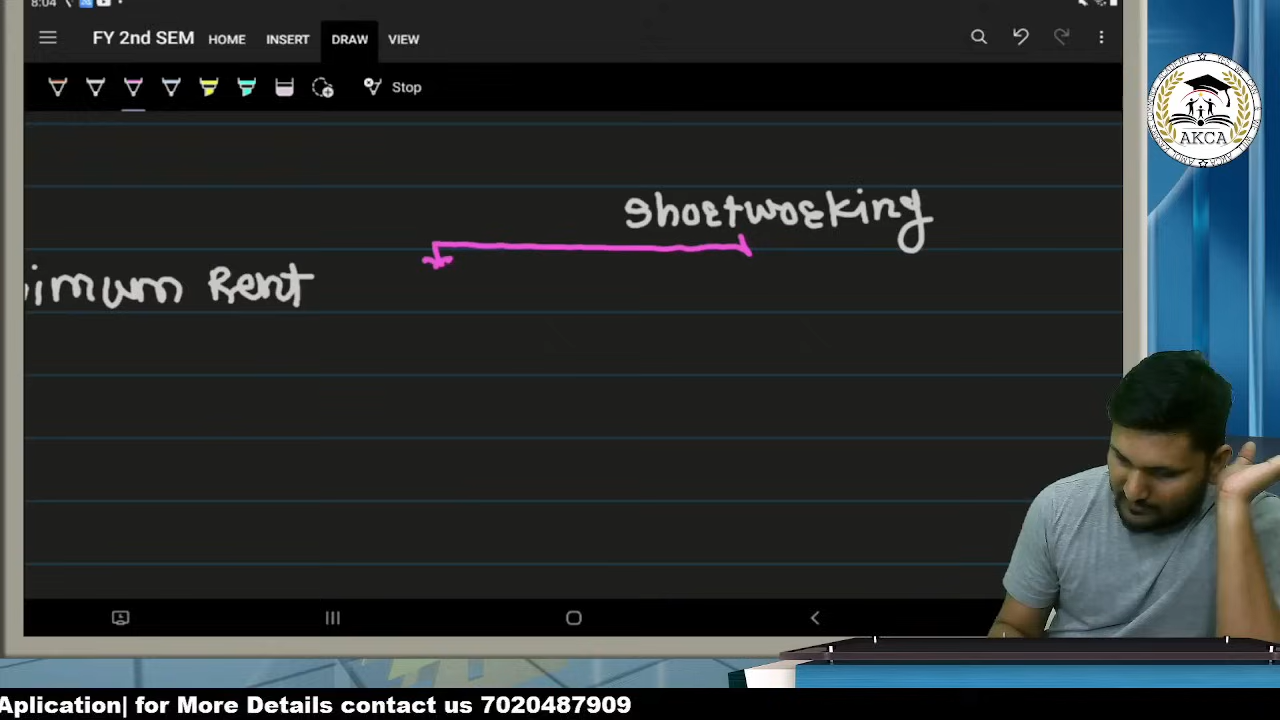 8:04
FY 2nd SEM HOME INSERT DRAW VIEW
Stop
AKCA
shortworking
imum Rent
Aplication| for More Details contact us 7020487909